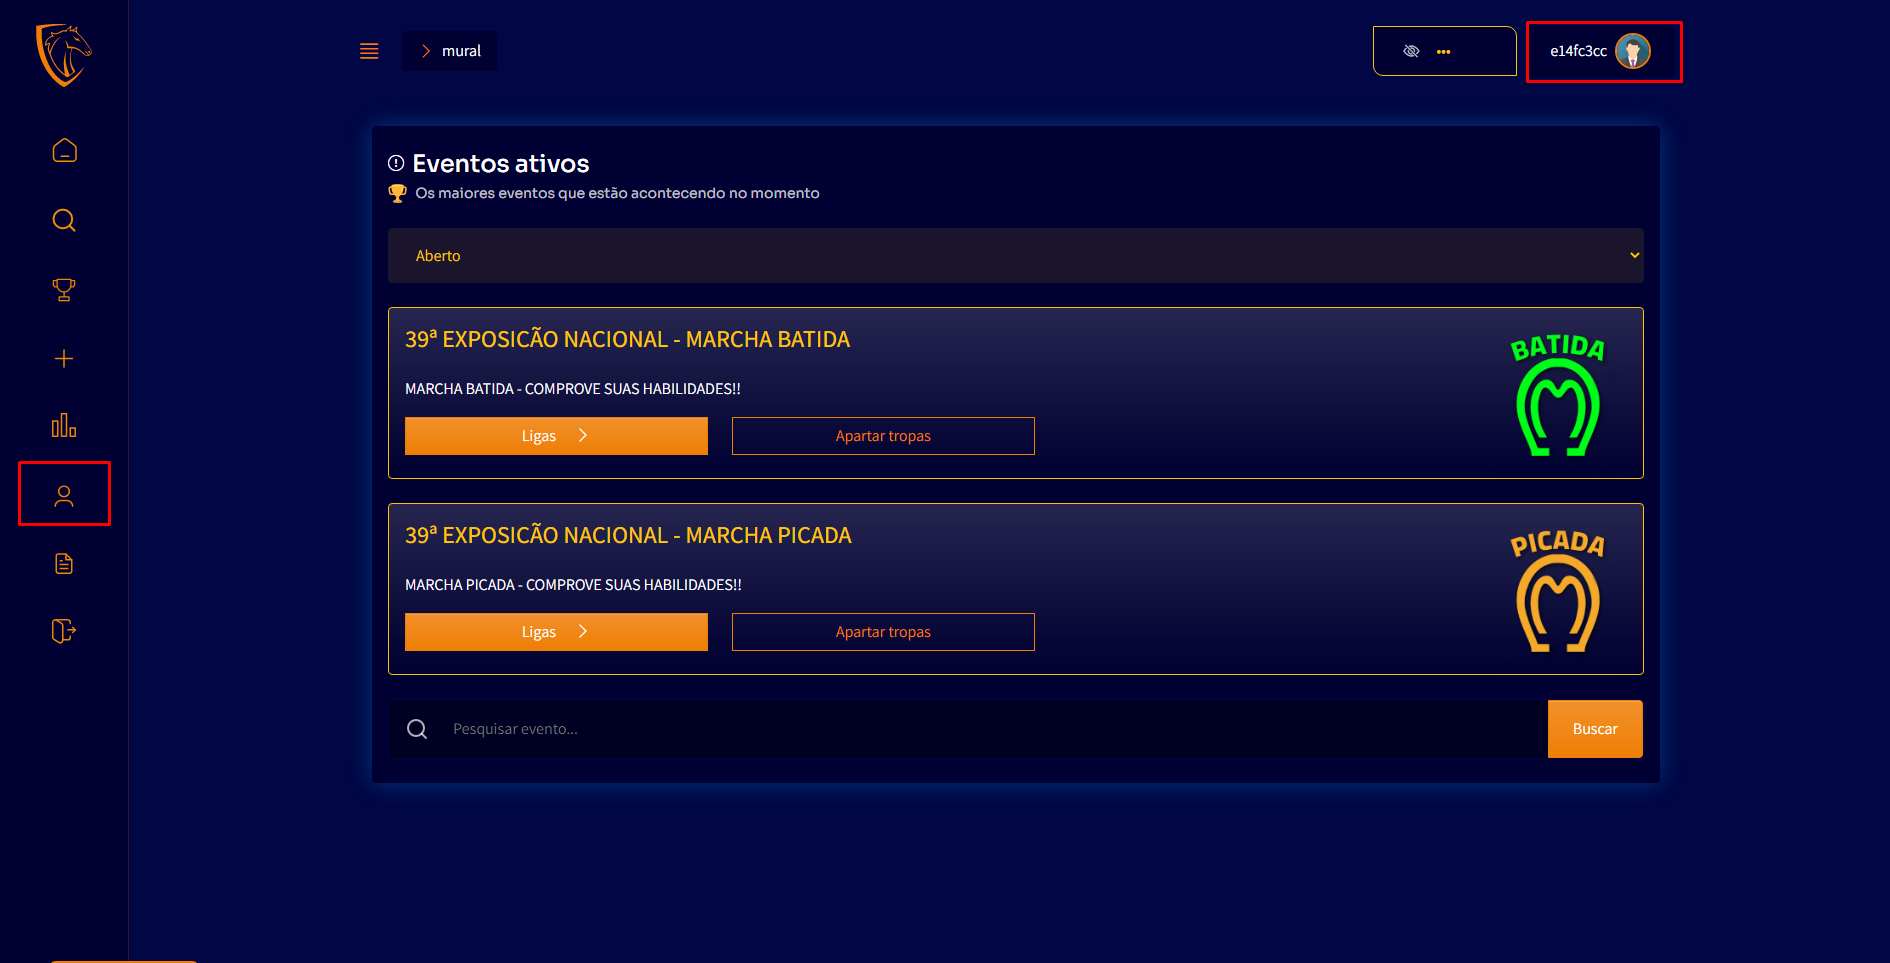 mural
e14fc3cc
Eventos ativos
Os maiores eventos que estão acontecendo no momento
Aberto
39ª EXPOSICÃO NACIONAL - MARCHA BATIDA
MARCHA BATIDA - COMPROVE SUAS HABILIDADES!!
Ligas
Apartar tropas
BATIDA
39ª EXPOSICÃO NACIONAL - MARCHA PICADA
MARCHA PICADA - COMPROVE SUAS HABILIDADES!!
Ligas
Apartar tropas
PICADA
Pesquisar evento...
Buscar